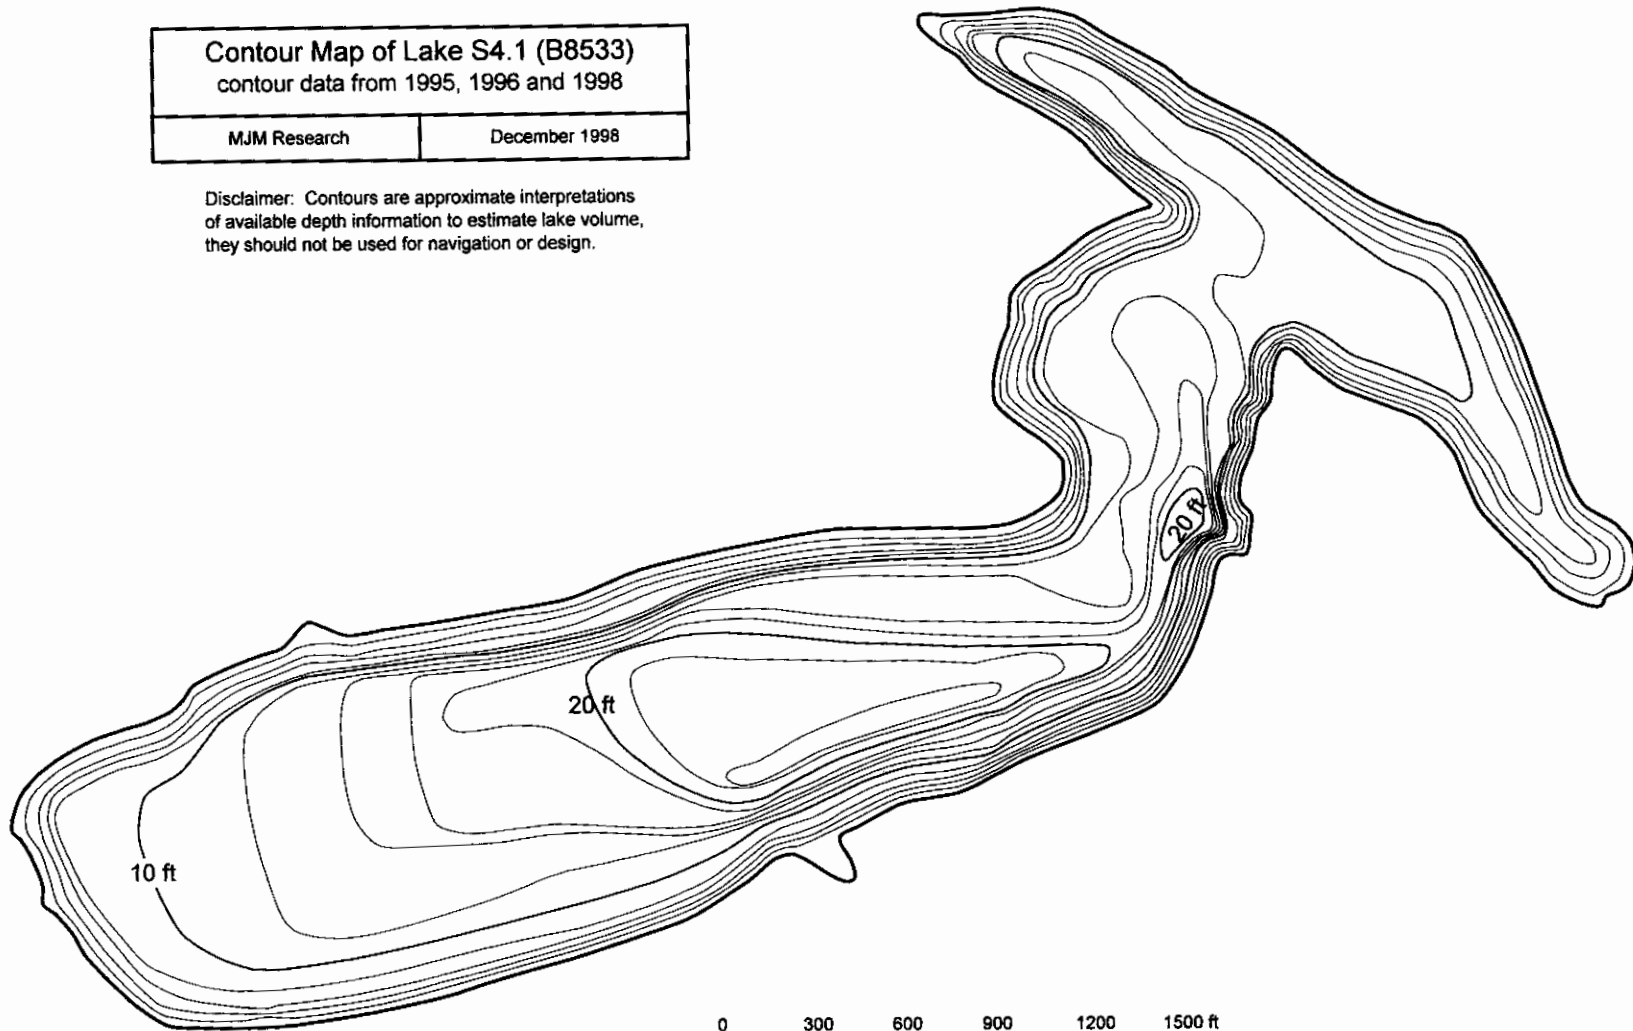 Contour Map of Lake S4.1 (B8533)
contour data from 1995, 1996 and 1998
MJM Research
December 1998
Disclaimer: Contours are approximate interpretations
of available depth information to estimate lake volume,
they should not be used for navigation or design.
20 ft
20 ft
10 ft
0 300 600 900 1200 1500 ft